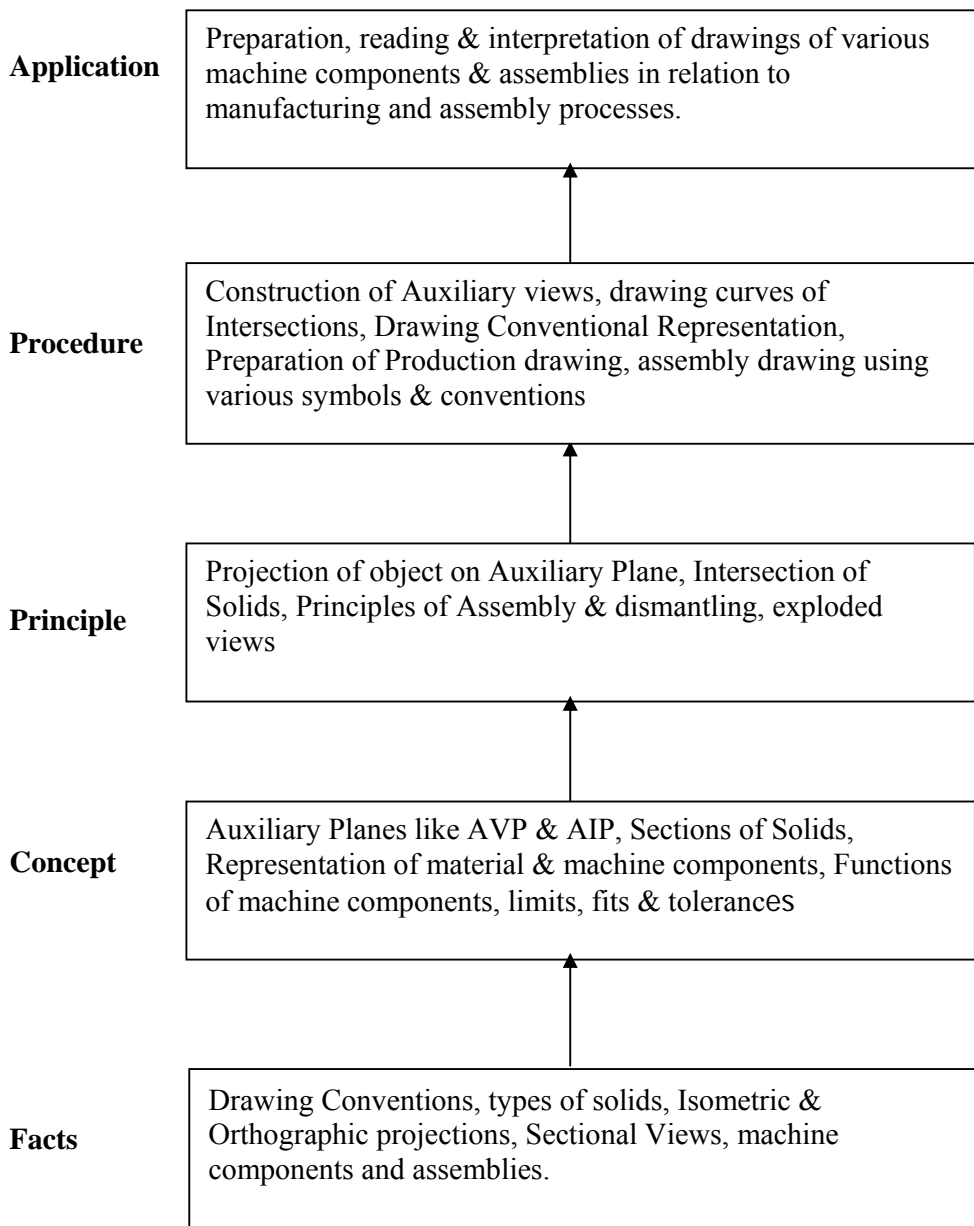 Application
Preparation, reading & interpretation of drawings of various
machine components & assemblies in relation to
manufacturing and assembly processes.
Procedure
Construction of Auxiliary views, drawing curves of
Intersections, Drawing Conventional Representation,
Preparation of Production drawing, assembly drawing using
various symbols & conventions
Principle
Projection of object on Auxiliary Plane, Intersection of
Solids, Principles of Assembly & dismantling, exploded
views
Concept
Auxiliary Planes like AVP & AIP, Sections of Solids,
Representation of material & machine components, Functions
of machine components, limits, fits & tolerances
Facts
Drawing Conventions, types of solids, Isometric &
Orthographic projections, Sectional Views, machine
components and assemblies.